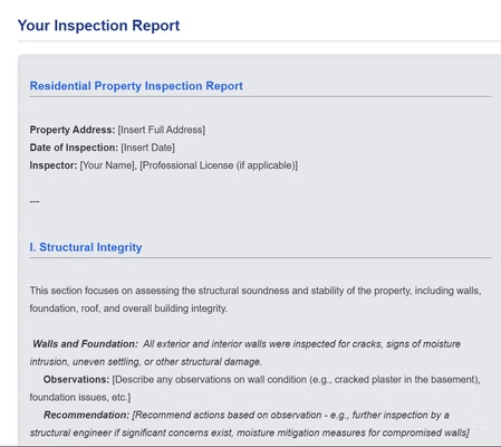 Your Inspection Report
Residential Property Inspection Report
Property Address: [Insert Full Address]
Date of Inspection: [Insert Date]
Inspector: [Your Name], [Professional License (if applicable)]
---
I. Structural Integrity
This section focuses on assessing the structural soundness and stability of the property, including walls,
foundation, roof, and overall building integrity.
Walls and Foundation: All exterior and interior walls were inspected for cracks, signs of moisture
intrusion, uneven settling, or other structural damage.
Observations: [Describe any observations on wall condition (e.g., cracked plaster in the basement),
foundation issues, etc.]
Recommendation: [Recommend actions based on observation - e.g., further inspection by a
structural engineer if significant concerns exist, moisture mitigation measures for compromised walls]